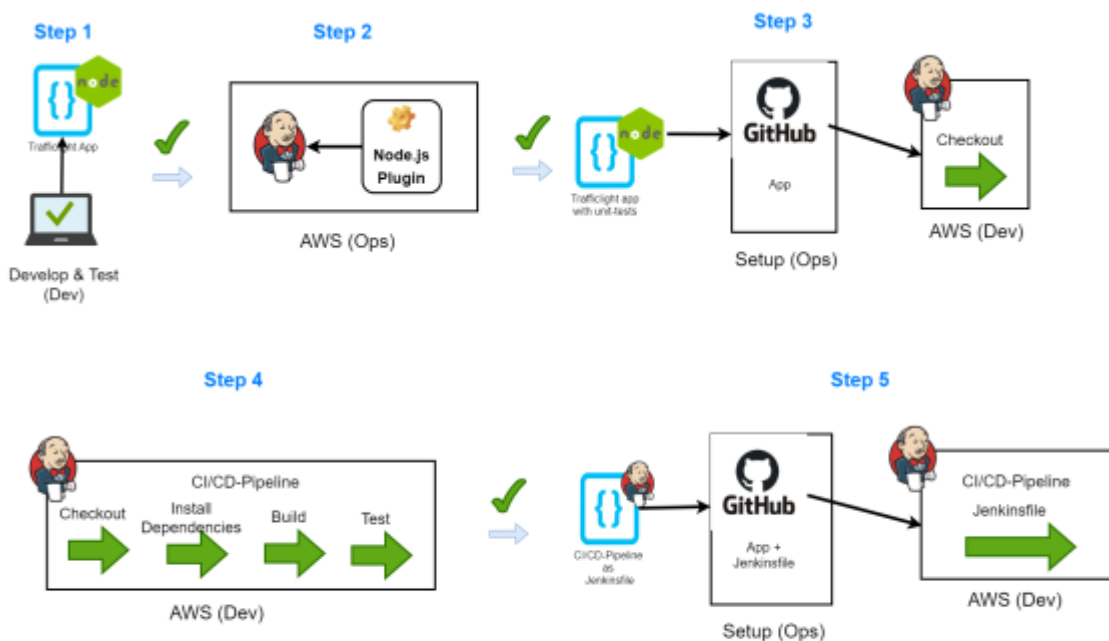 Step 1
Step 2
Step 3
node
Trafficlight App
Develop & Test
(Dev)
Node.js
Plugin
AWS (Ops)
node
Trafficlight app
with unit-tests
GitHub
App
Setup (Ops)
Checkout
AWS (Dev)
Step 4
Step 5
CI/CD-Pipeline
Checkout
Install
Dependencies
Build
Test
AWS (Dev)
CI/CD-Pipeline
as
Jenkinsfile
GitHub
App +
Jenkinsfile
Setup (Ops)
CI/CD-Pipeline
Jenkinsfile
AWS (Dev)